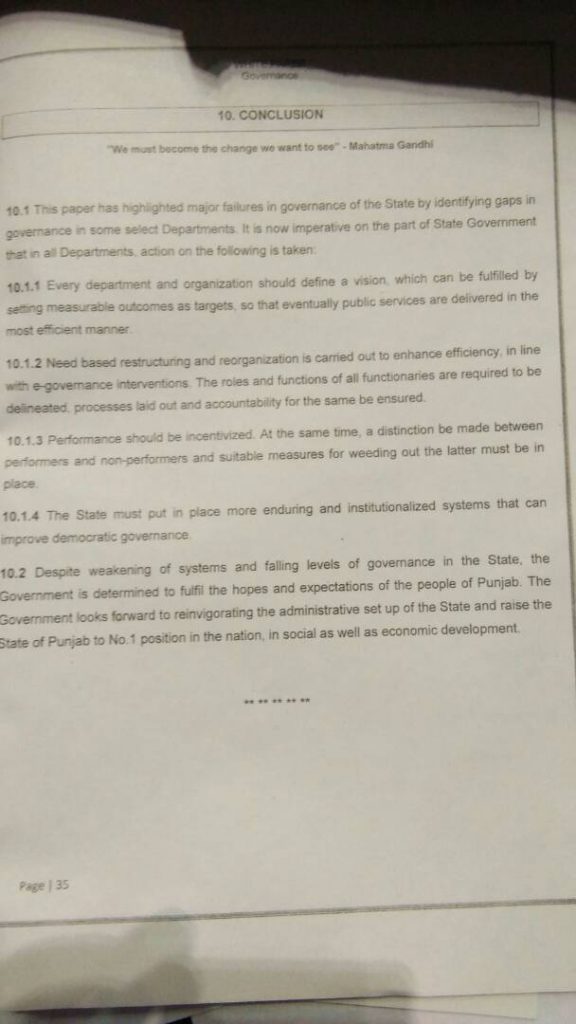 Governance
10. CONCLUSION
"We must become the change we want to see" - Mahatma Gandhi
10.1 This paper has highlighted major failures in governance of the State by identifying gaps in
governance in some select Departments. It is now imperative on the part of State Government
that in all Departments, action on the following is taken:
10.1.1 Every department and organization should define a vision, which can be fulfilled by
setting measurable outcomes as targets, so that eventually public services are delivered in the
most efficient manner.
10.1.2 Need based restructuring and reorganization is carried out to enhance efficiency, in line
with e-governance interventions. The roles and functions of all functionaries are required to be
delineated, processes laid out and accountability for the same be ensured.
10.1.3 Performance should be incentivized. At the same time, a distinction be made between
performers and non-performers and suitable measures for weeding out the latter must be in
place.
10.1.4 The State must put in place more enduring and institutionalized systems that can
improve democratic governance.
10.2 Despite weakening of systems and falling levels of governance in the State, the
Government is determined to fulfil the hopes and expectations of the people of Punjab. The
Government looks forward to reinvigorating the administrative set up of the State and raise the
State of Punjab to No.1 position in the nation, in social as well as economic development.
** ** ** ** **
Page | 35